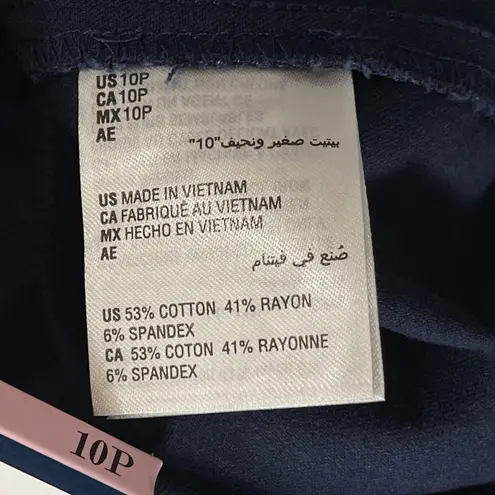 US 10P
CA 10P
MX 10P
AE
بيتيت صغير ونحيف"10"
US MADE IN VIETNAM
CA FABRIQUÉ AU VIETNAM
MX HECHO EN VIETNAM
AE
صُنع في فيتنام
US 53% COTTON 41% RAYON
6% SPANDEX
CA 53% COTON 41% RAYONNE
6% SPANDEX
10P